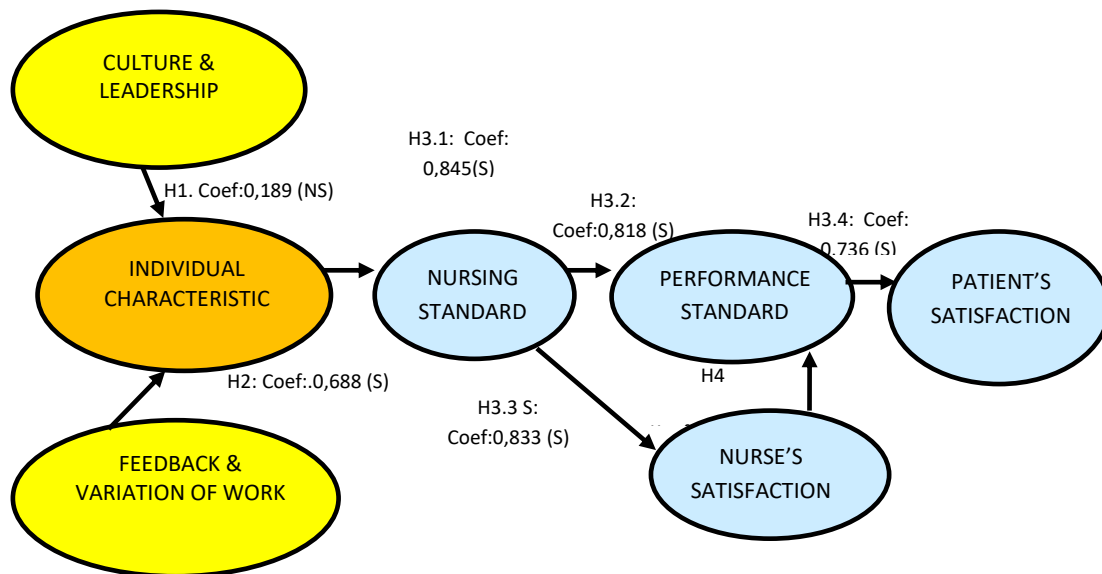 CULTURE &
LEADERSHIP
H1. Coef:0,189 (NS)
H3.1:  Coef:
0,845(S)
H3.2:
Coef:0,818 (S)
H3.4:  Coef:
0,736 (S)
INDIVIDUAL
CHARACTERISTIC
NURSING
STANDARD
PERFORMANCE
STANDARD
PATIENT’S
SATISFACTION
H2: Coef:.0,688 (S)
H4
H3.3 S:
Coef:0,833 (S)
FEEDBACK &
VARIATION OF WORK
NURSE’S
SATISFACTION